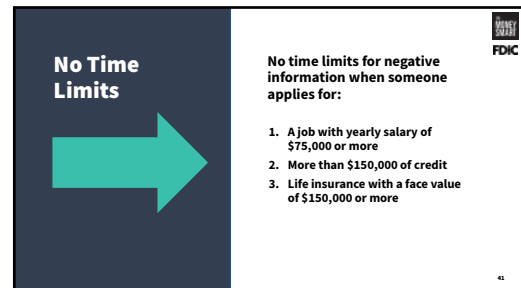 No Time
Limits
MONEY
SMART
FDIC
No time limits for negative
information when someone
applies for:
1. A job with yearly salary of
$75,000 or more
2. More than $150,000 of credit
3. Life insurance with a face value
of $150,000 or more
41